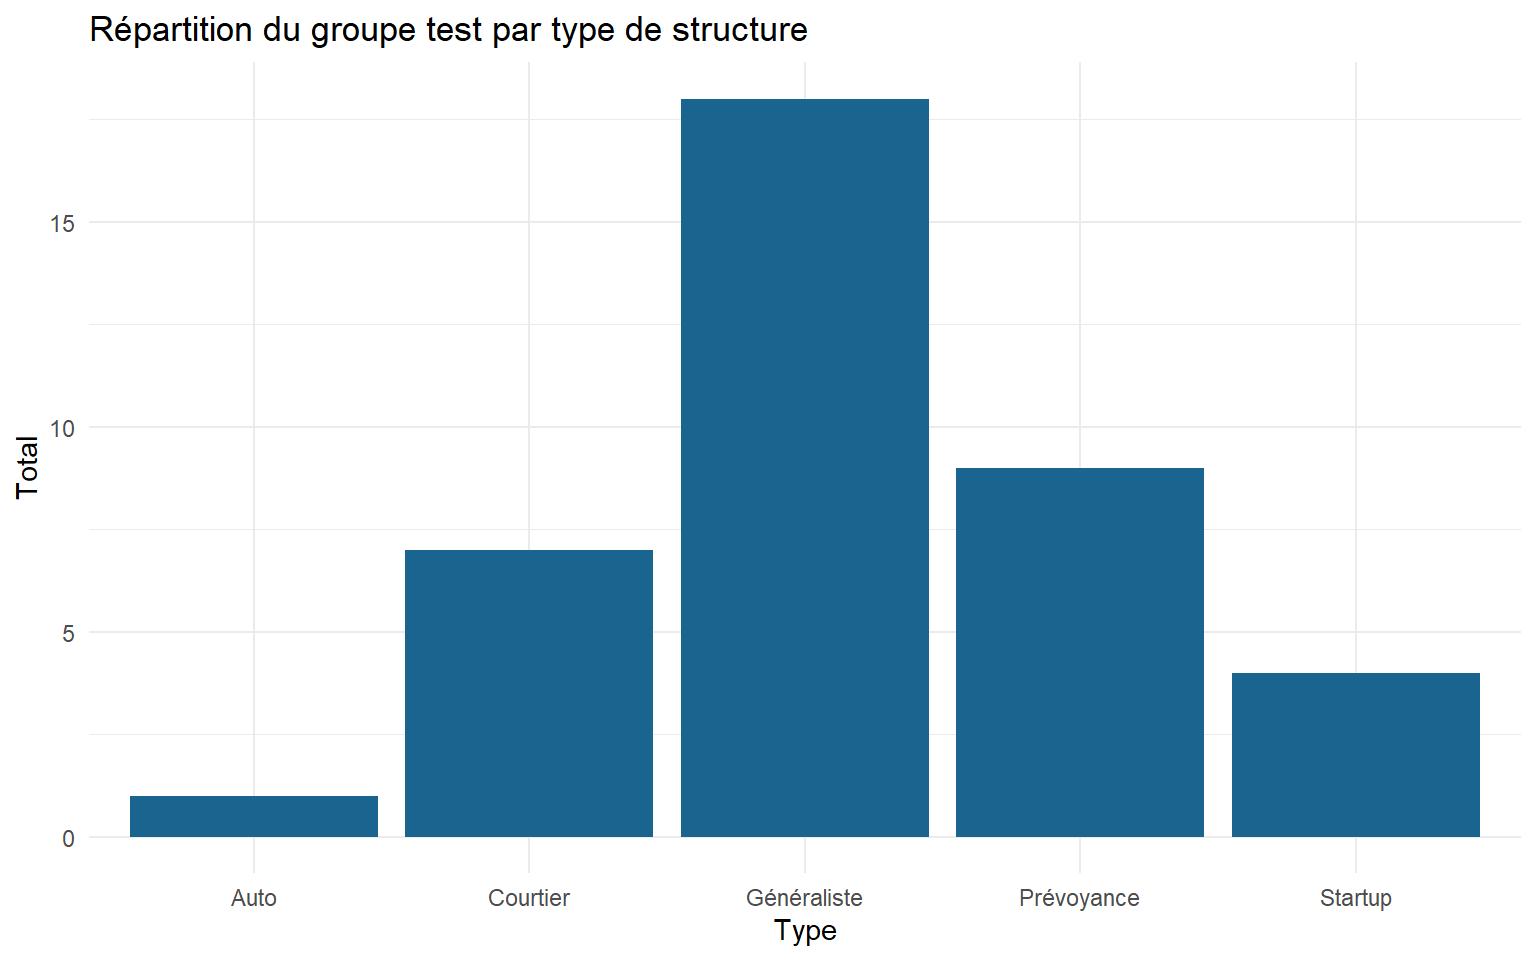 Répartition du groupe test par type de structure
Total
15
10
5
0
Auto
Courtier
Généraliste
Prévoyance
Startup
Type